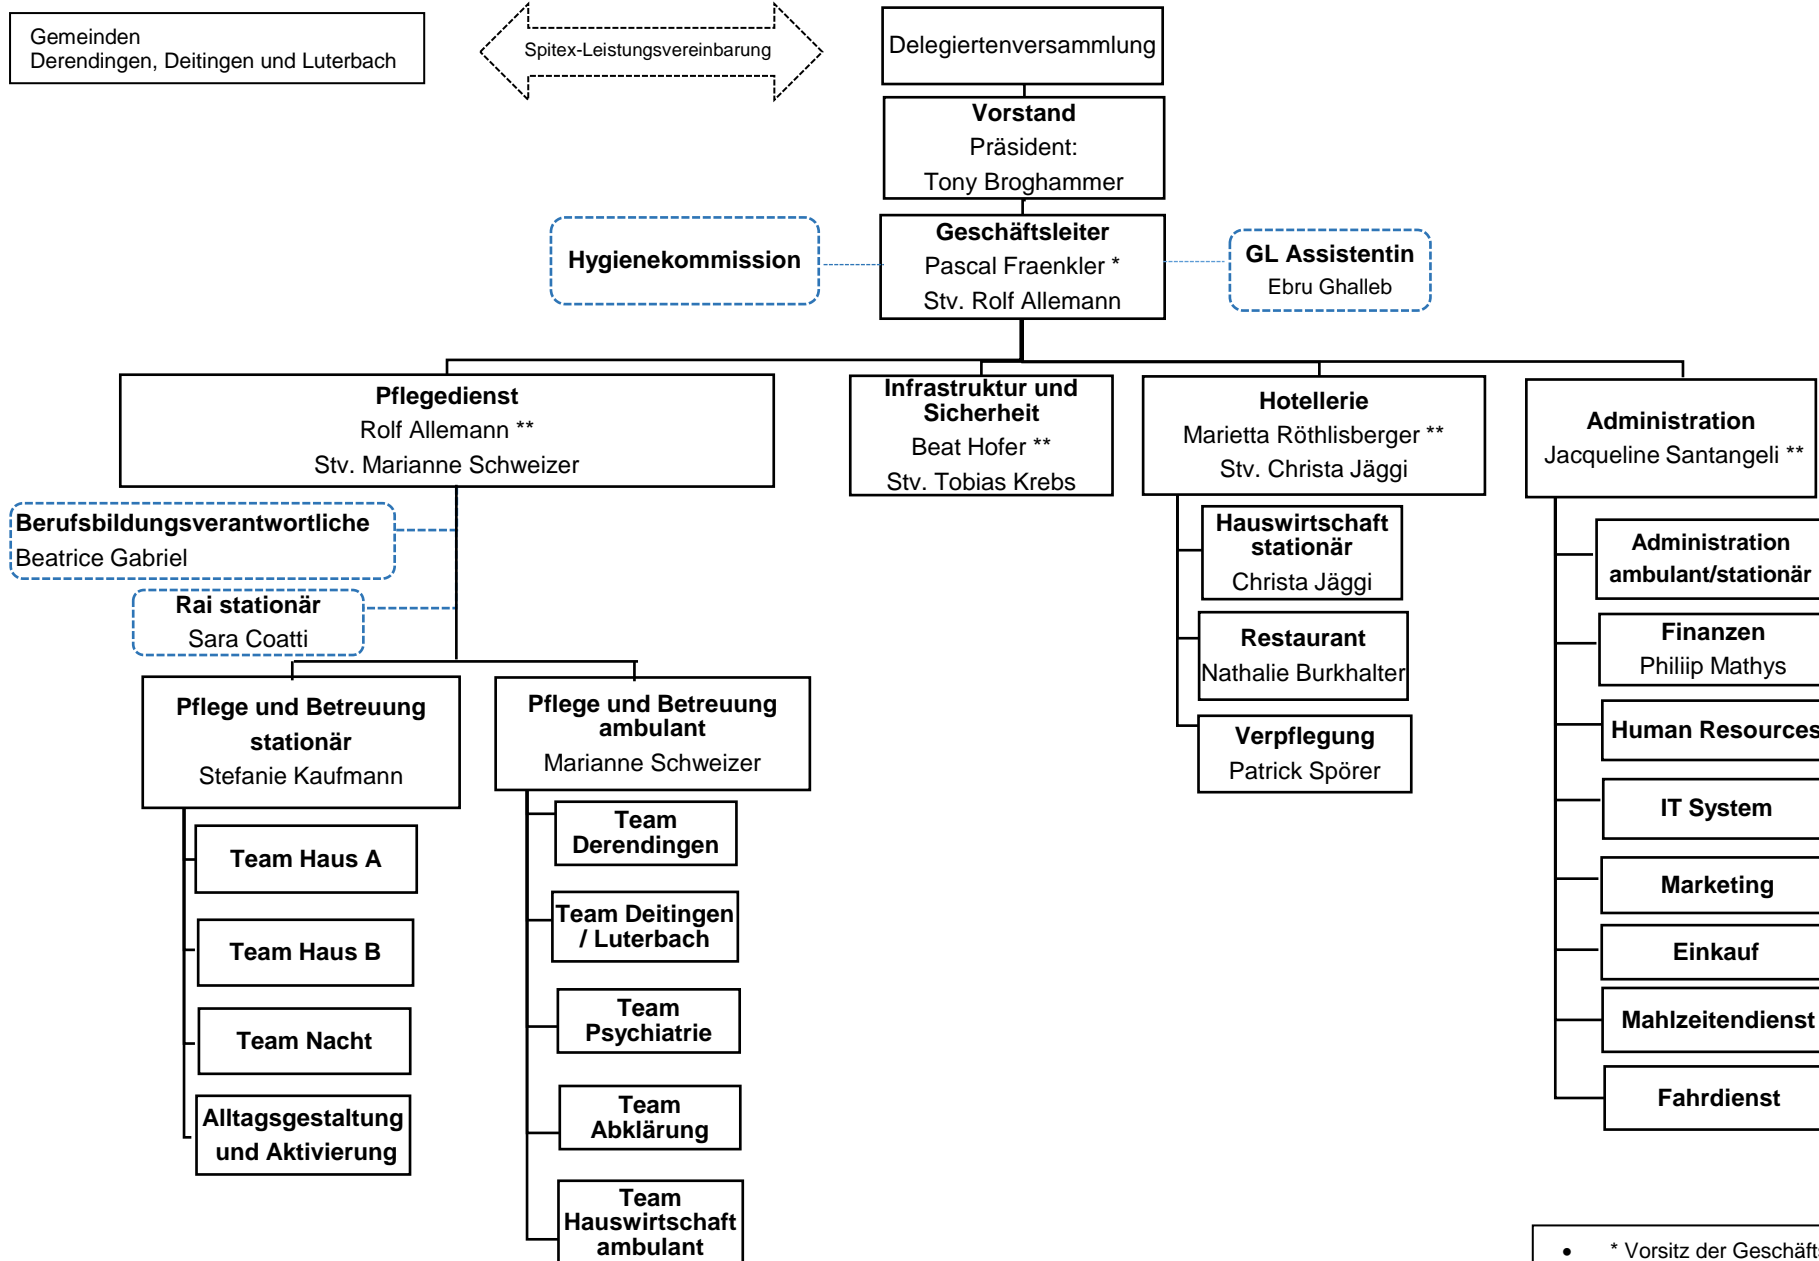 Gemeinden
Derendingen, Deitingen und Luterbach
Spitex-Leistungsvereinbarung
Delegiertenversammlung
Vorstand
Präsident:
Tony Broghammer
Hygienekommission
Geschäftsleiter
Pascal Fraenkler *
Stv. Rolf Allemann
GL Assistentin
Ebru Ghalleb
Pflegedienst
Rolf Allemann **
Stv. Marianne Schweizer
Infrastruktur und
Sicherheit
Beat Hofer **
Stv. Tobias Krebs
Hotellerie
Marietta Röthlisberger **
Stv. Christa Jäggi
Administration
Jacqueline Santangeli **
Berufsbildungsverantwortliche
Beatrice Gabriel
Rai stationär
Sara Coatti
Pflege und Betreuung
stationär
Stefanie Kaufmann
Team Haus A
Team Haus B
Team Nacht
Alltagsgestaltung
und Aktivierung
Pflege und Betreuung
ambulant
Marianne Schweizer
Team
Derendingen
Team Deitingen
/ Luterbach
Team
Psychiatrie
Team
Abklärung
Team
Hauswirtschaft
ambulant
Hauswirtschaft
stationär
Christa Jäggi
Restaurant
Nathalie Burkhalter
Verpflegung
Patrick Spörer
Administration
ambulant/stationär
Finanzen
Philiip Mathys
Human Resources
IT System
Marketing
Einkauf
Mahlzeitendienst
Fahrdienst
• * Vorsitz der Geschäfts